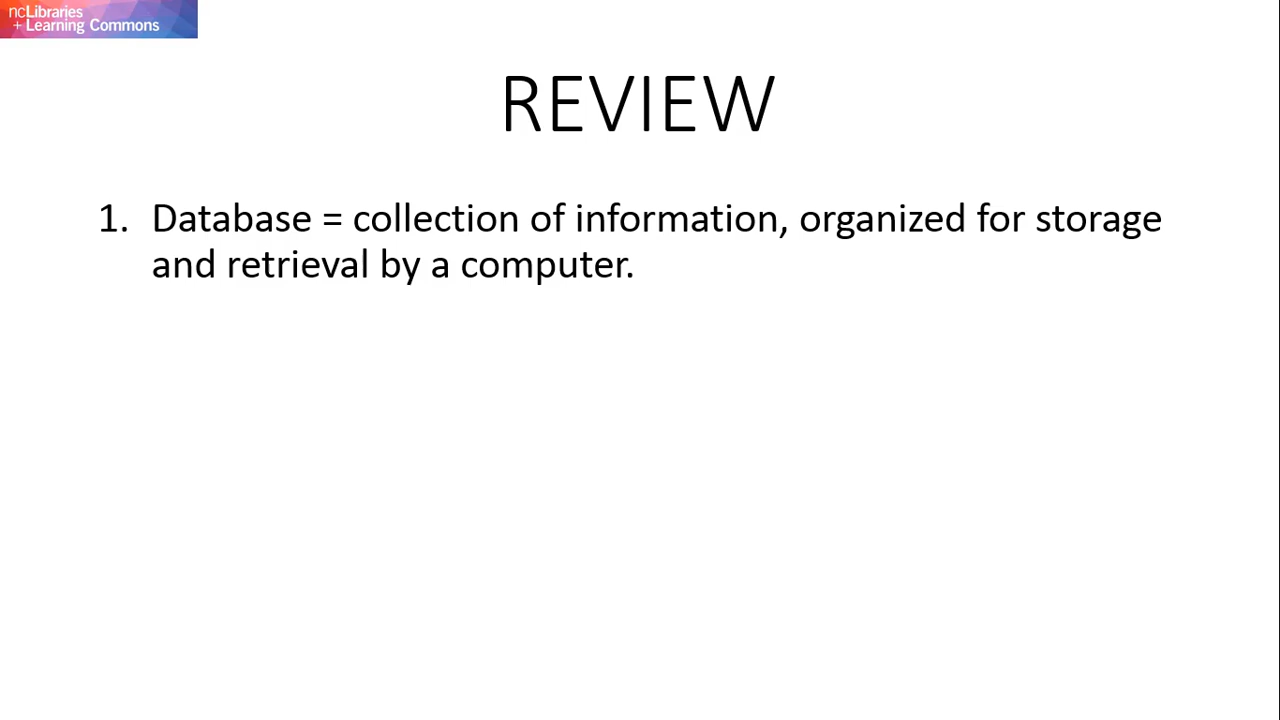 ncLibraries
+ Learning Commons
REVIEW
1. Database = collection of information, organized for storage
and retrieval by a computer.